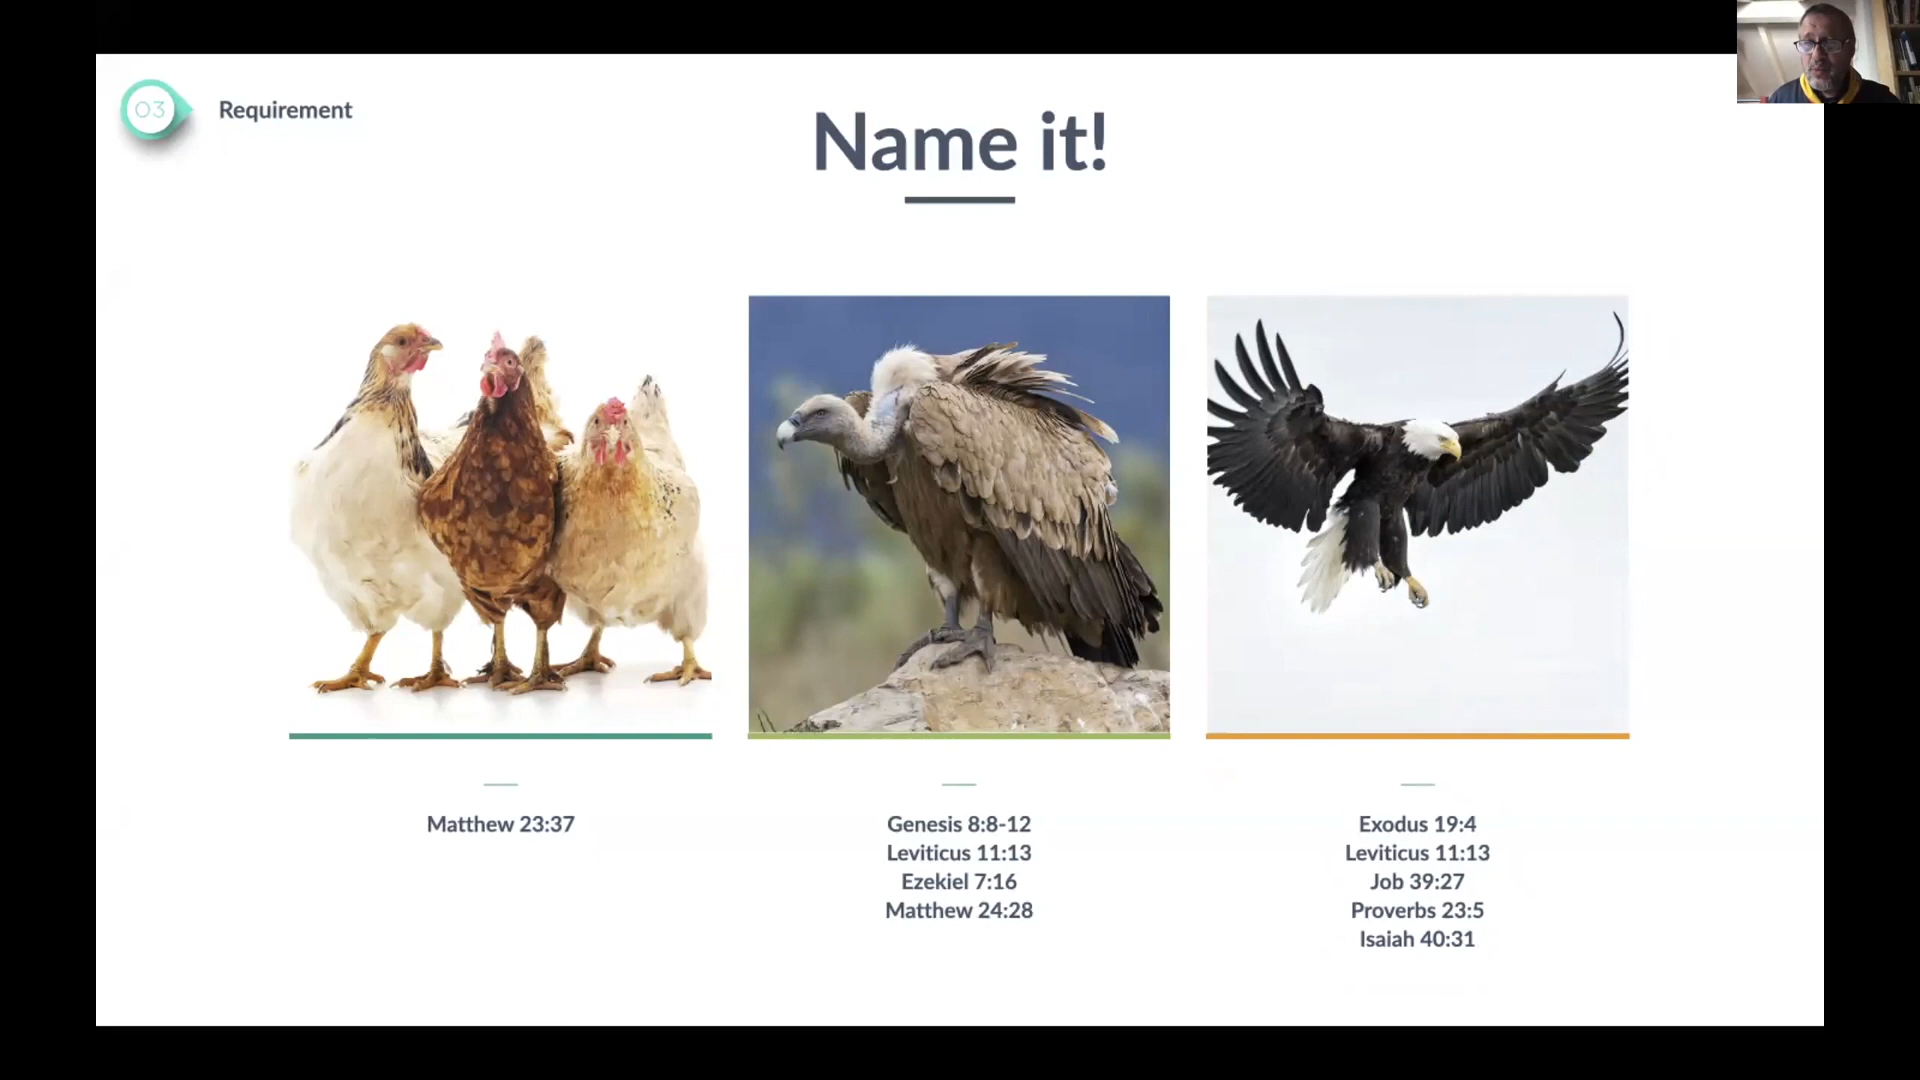 03
Requirement
Name it!
Matthew 23:37
Genesis 8:8-12
Leviticus 11:13
Ezekiel 7:16
Matthew 24:28
Exodus 19:4
Leviticus 11:13
Job 39:27
Proverbs 23:5
Isaiah 40:31